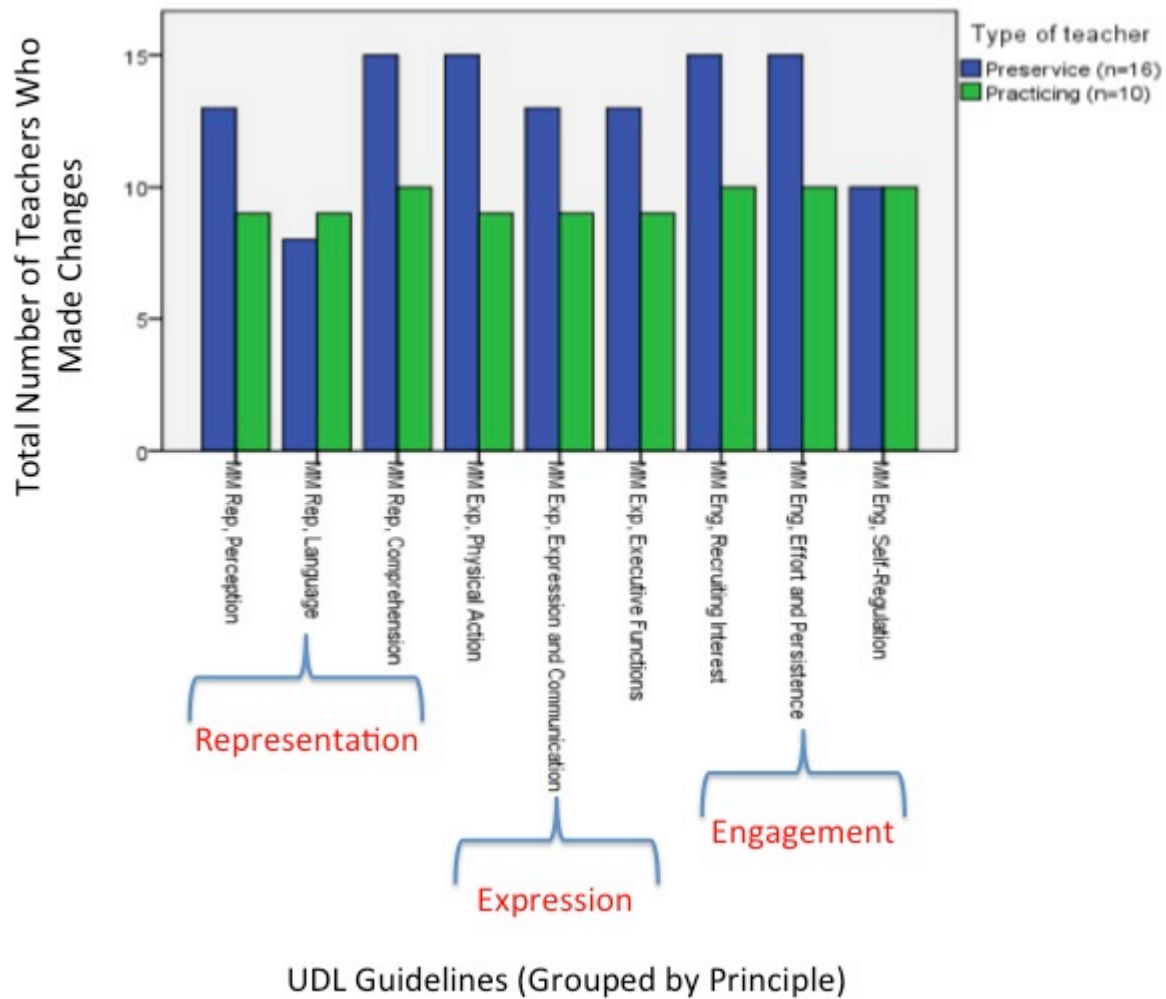 Total Number of Teachers Who
Made Changes
15
10
5
0
Type of teacher
Preservice (n=16)
Practicing (n=10)
MM Rep, Perception
MM Rep, Language
MM Rep, Comprehension
MM Exp, Physical Action
MM Exp, Expression and Communication
MM Exp, Executive Functions
MM Eng, Recruiting Interest
MM Eng, Effort and Persistence
MM Eng, Self-Regulation
Representation
Expression
Engagement
UDL Guidelines (Grouped by Principle)